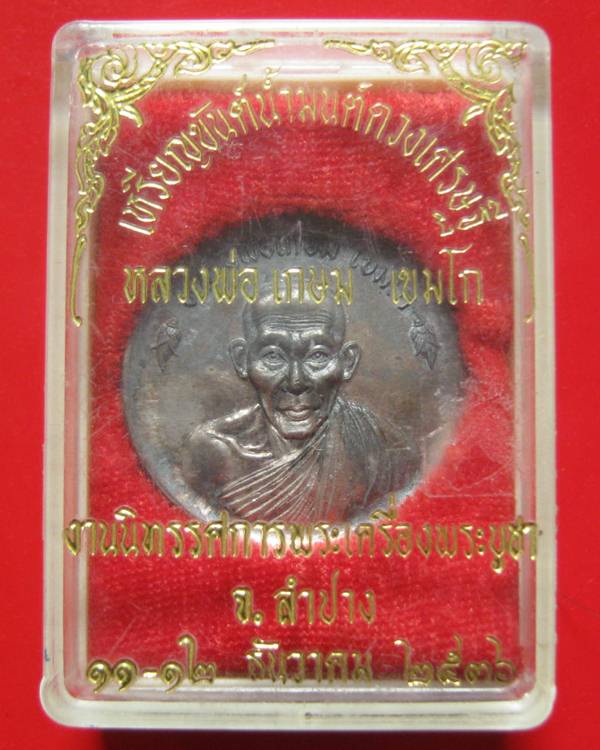 เหรียญขันต์น้ำมนต์ดวงเศรษฐี
หลวงพ่อ เกษม เขมโก
งานนิทรรศการพระเครื่องพระบูชา
จ. ลำปาง
๑๑-๑๒ ธันวาคม ๒๕๓๖